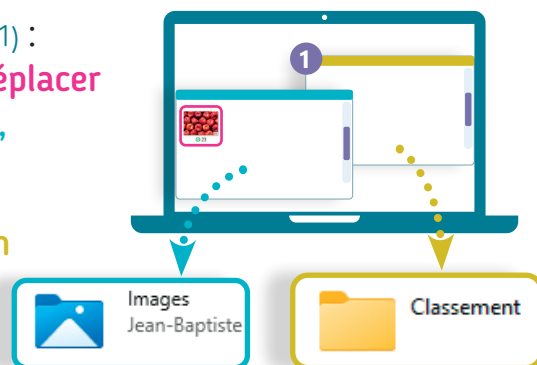 1) :
éplacer
,
n
1
Images
Jean-Baptiste
Classement